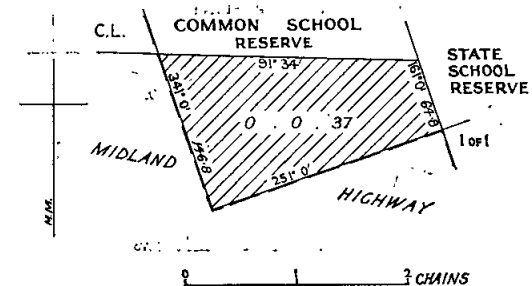 C.L.
COMMON SCHOOL
RESERVE
STATE
SCHOOL
RESERVE
91° 34'
341° 0'
146.8
161° 0'
64.8
0 . 0 . 37
1 OF 1
251° 0'
MIDLAND
HIGHWAY
M.M.
0 1 2 CHAINS